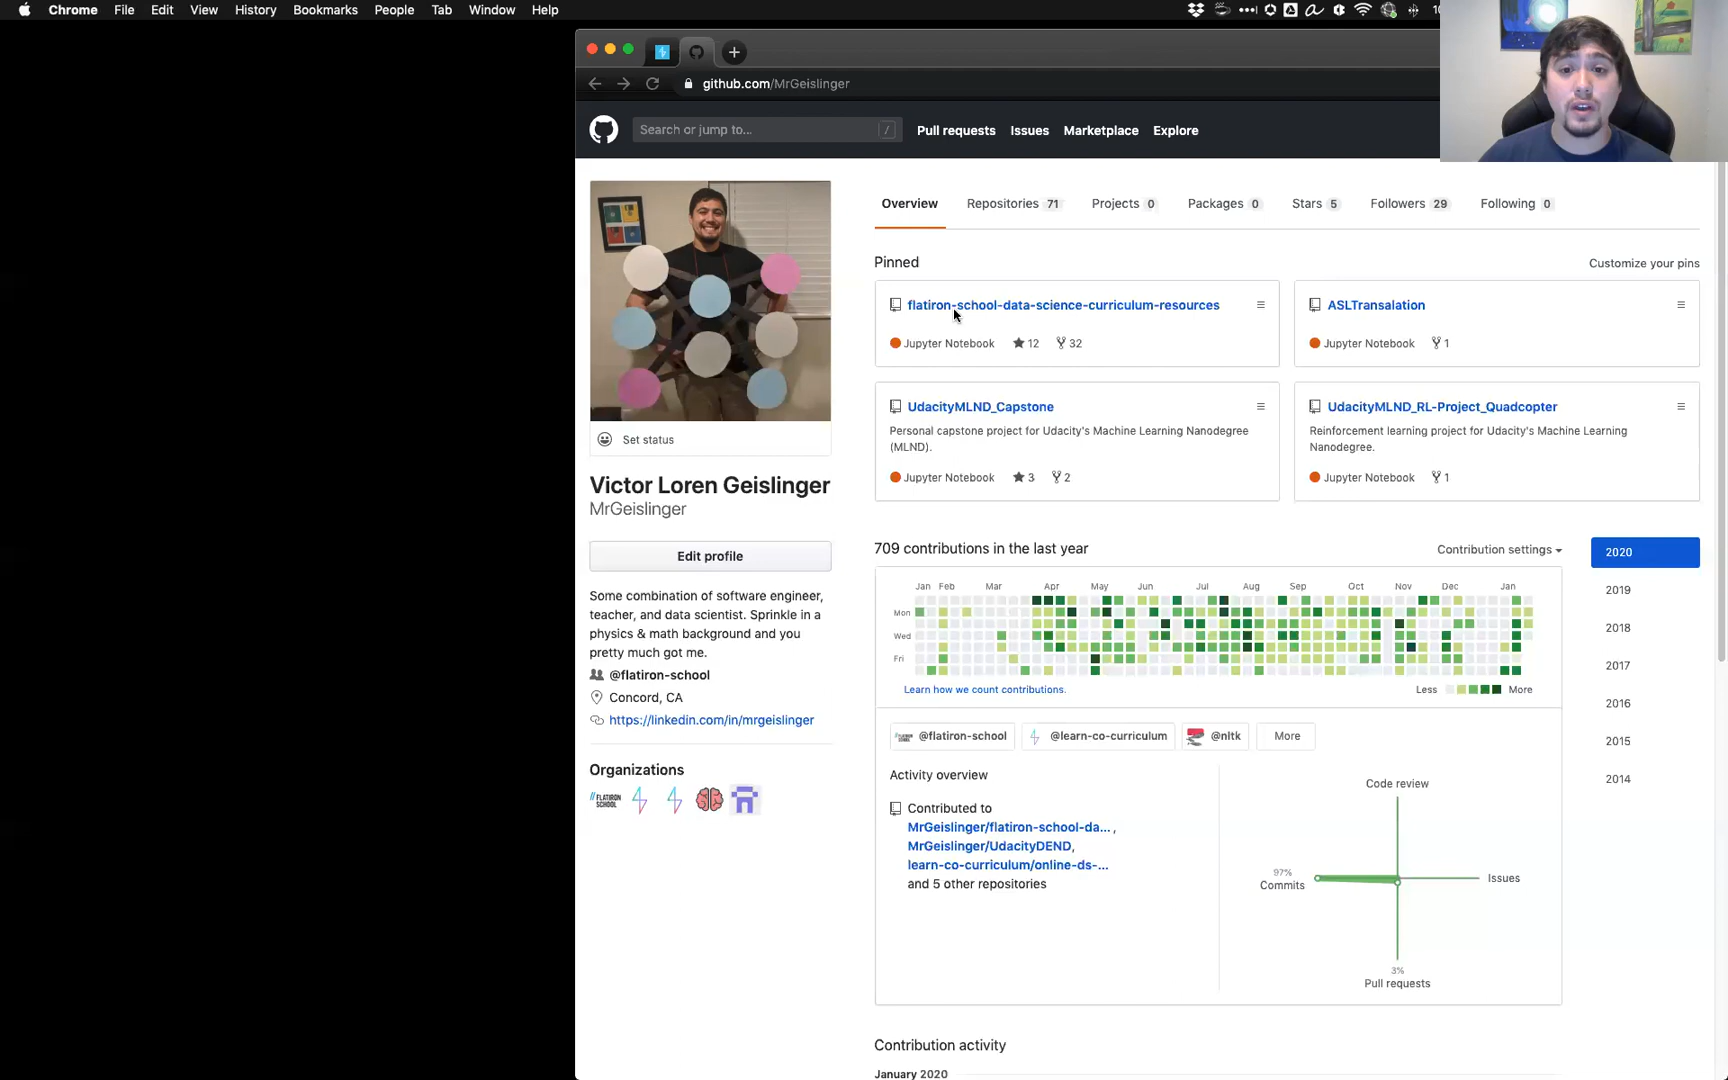 Chrome File Edit View History Bookmarks People Tab Window Help
github.com/MrGeislinger
Search or jump to... /
Pull requests Issues Marketplace Explore
Overview Repositories 71 Projects 0 Packages 0 Stars 5 Followers 29 Following 0
Pinned
Customize your pins
flatiron-school-data-science-curriculum-resources
Jupyter Notebook 12 32
ASLTransalation
Jupyter Notebook 1
UdacityMLND_Capstone
Personal capstone project for Udacity's Machine Learning Nanodegree
(MLND).
Jupyter Notebook 3 2
UdacityMLND_RL-Project_Quadcopter
Reinforcement learning project for Udacity's Machine Learning
Nanodegree.
Jupyter Notebook 1
Set status
Victor Loren Geislinger
MrGeislinger
Edit profile
Some combination of software engineer,
teacher, and data scientist. Sprinkle in a
physics & math background and you
pretty much got me.
@flatiron-school
Concord, CA
https://linkedin.com/in/mrgeislinger
Organizations
FLATIRON
SCHOOL
709 contributions in the last year
Contribution settings
2020
2019
2018
2017
2016
2015
2014
Jan Feb Mar Apr May Jun Jul Aug Sep Oct Nov Dec Jan
Mon
Wed
Fri
Learn how we count contributions.
Less More
@flatiron-school @learn-co-curriculum @nltk More
Activity overview
Contributed to
MrGeislinger/flatiron-school-da... ,
MrGeislinger/UdacityDEND,
learn-co-curriculum/online-ds-...
and 5 other repositories
Code review
97%
Commits
Issues
3%
Pull requests
Contribution activity
January 2020